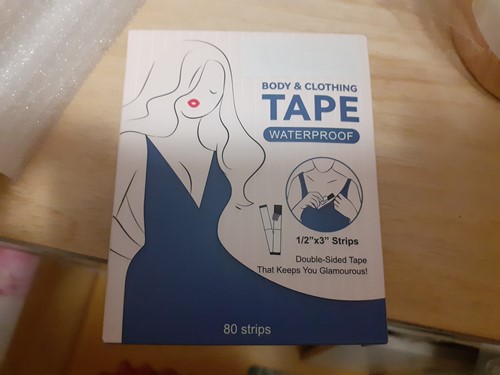 BODY & CLOTHING
TAPE
WATERPROOF
1/2"x3" Strips
Double-Sided Tape
That Keeps You Glamourous!
80 strips